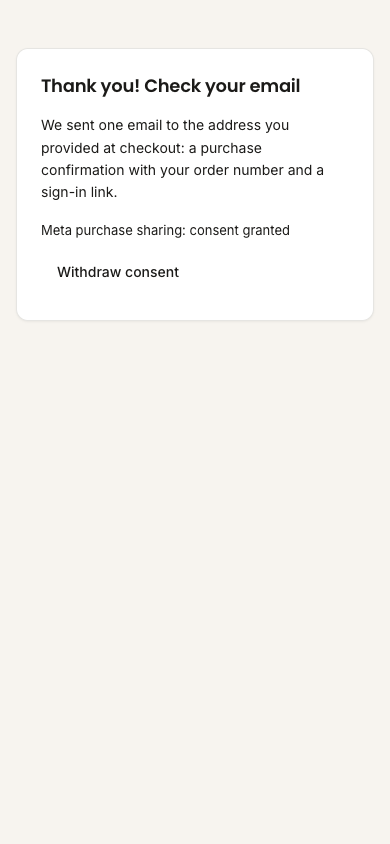 Thank you! Check your email
We sent one email to the address you
provided at checkout: a purchase
confirmation with your order number and a
sign-in link.
Meta purchase sharing: consent granted
Withdraw consent